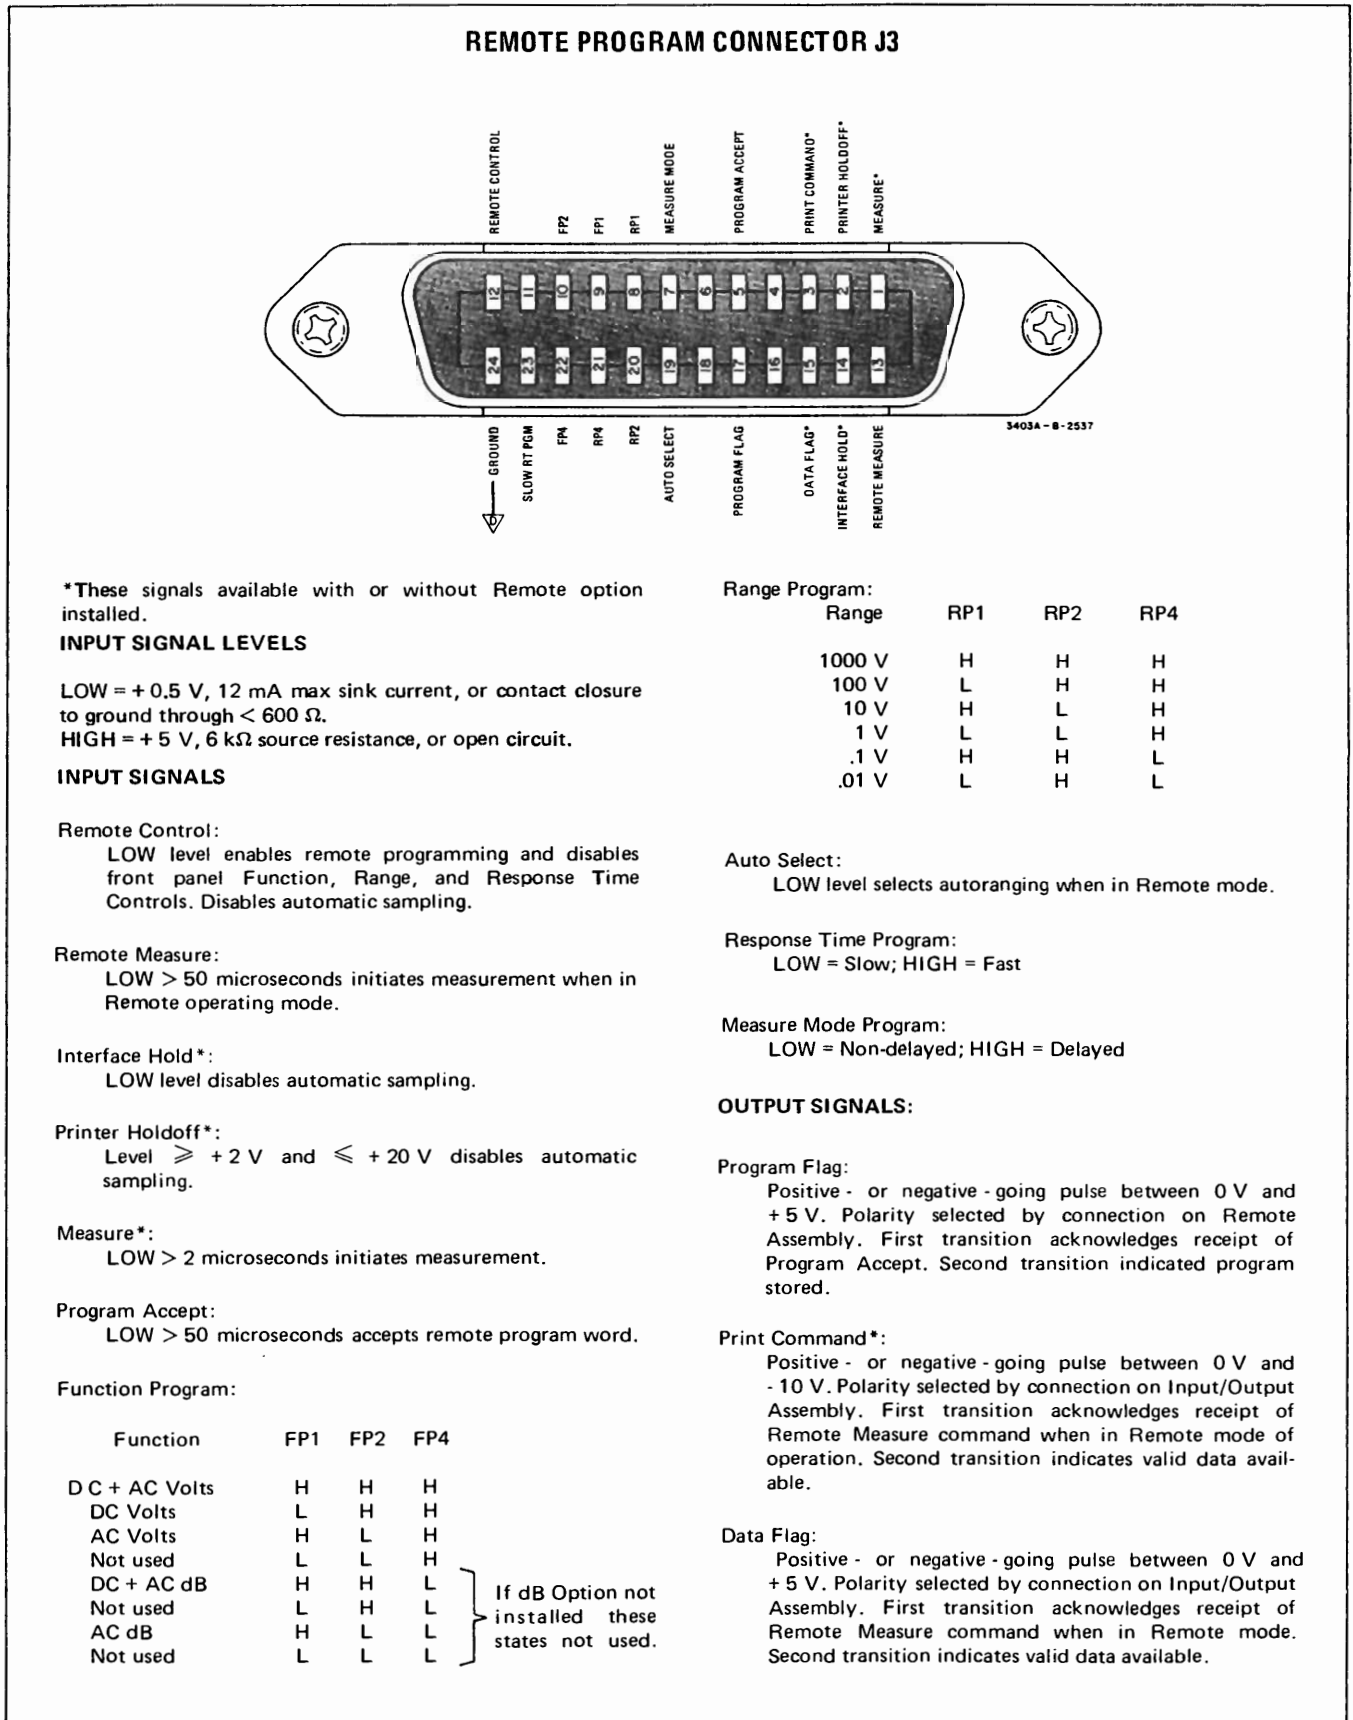 REMOTE PROGRAM CONNECTOR J3
REMOTE CONTROL
FP2
FP1
RP1
MEASURE MODE
PROGRAM ACCEPT
PRINT COMMAND*
PRINTER HOLDOFF*
MEASURE*
12 11 10 9 8 7 6 5 4 3 2 1
24 23 22 21 20 19 18 17 16 15 14 13
GROUND
SLOW RT PGM
FP4
RP4
RP2
AUTO SELECT
PROGRAM FLAG
DATA FLAG*
INTERFACE HOLD*
REMOTE MEASURE
D
3403A-B-2537
*These signals available with or without Remote option
installed.
INPUT SIGNAL LEVELS
LOW = + 0.5 V, 12 mA max sink current, or contact closure
to ground through < 600 Ω.
HIGH = + 5 V, 6 kΩ source resistance, or open circuit.
INPUT SIGNALS
Remote Control:
LOW level enables remote programming and disables
front panel Function, Range, and Response Time
Controls. Disables automatic sampling.
Remote Measure:
LOW > 50 microseconds initiates measurement when in
Remote operating mode.
Interface Hold*:
LOW level disables automatic sampling.
Printer Holdoff*:
Level ⩾ + 2 V and ⩽ + 20 V disables automatic
sampling.
Measure*:
LOW > 2 microseconds initiates measurement.
Program Accept:
LOW > 50 microseconds accepts remote program word.
Function Program:
Function FP1 FP2 FP4
DC + AC Volts H H H
DC Volts L H H
AC Volts H L H
Not used L L H
DC + AC dB H H L
Not used L H L
AC dB H L L
Not used L L L
If dB Option not
installed these
states not used.
Range Program:
Range RP1 RP2 RP4
1000 V H H H
100 V L H H
10 V H L H
1 V L L H
.1 V H H L
.01 V L H L
Auto Select:
LOW level selects autoranging when in Remote mode.
Response Time Program:
LOW = Slow; HIGH = Fast
Measure Mode Program:
LOW = Non-delayed; HIGH = Delayed
OUTPUT SIGNALS:
Program Flag:
Positive - or negative - going pulse between 0 V and
+ 5 V. Polarity selected by connection on Remote
Assembly. First transition acknowledges receipt of
Program Accept. Second transition indicated program
stored.
Print Command*:
Positive - or negative - going pulse between 0 V and
- 10 V. Polarity selected by connection on Input/Output
Assembly. First transition acknowledges receipt of
Remote Measure command when in Remote mode of
operation. Second transition indicates valid data avail-
able.
Data Flag:
Positive - or negative - going pulse between 0 V and
+ 5 V. Polarity selected by connection on Input/Output
Assembly. First transition acknowledges receipt of
Remote Measure command when in Remote mode.
Second transition indicates valid data available.